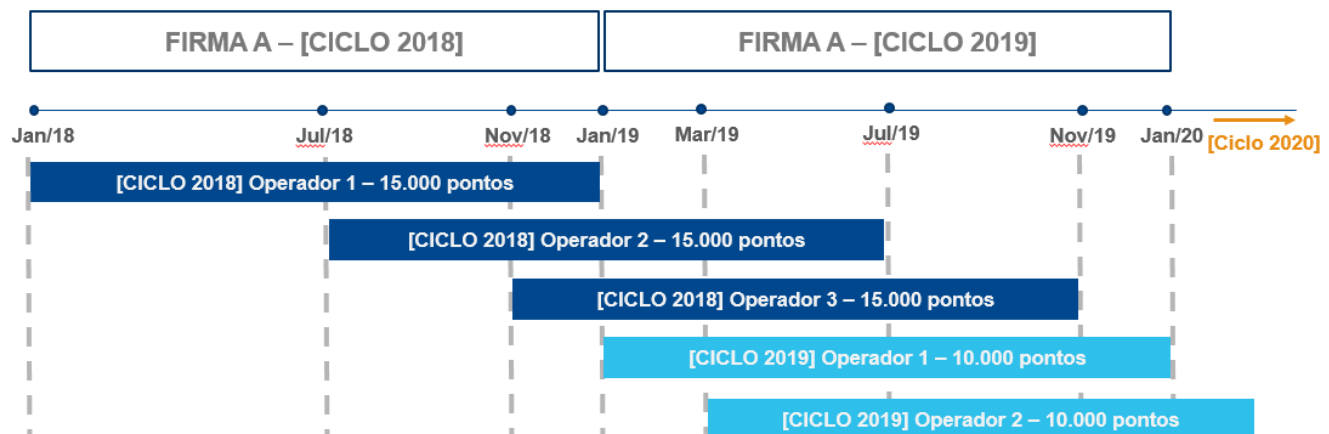 FIRMA A – [CICLO 2018]
FIRMA A – [CICLO 2019]
Jan/18
Jul/18
Nov/18
Jan/19
Mar/19
Jul/19
Nov/19
Jan/20
[Ciclo 2020]
[CICLO 2018] Operador 1 – 15.000 pontos
[CICLO 2018] Operador 2 – 15.000 pontos
[CICLO 2018] Operador 3 – 15.000 pontos
[CICLO 2019] Operador 1 – 10.000 pontos
[CICLO 2019] Operador 2 – 10.000 pontos